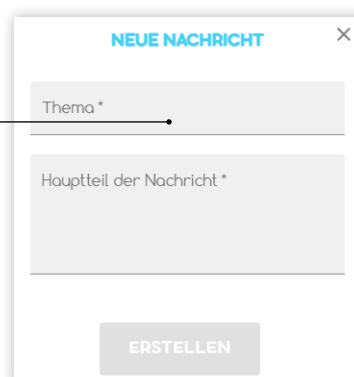 NEUE NACHRICHT
Thema *
Hauptteil der Nachricht *
ERSTELLEN